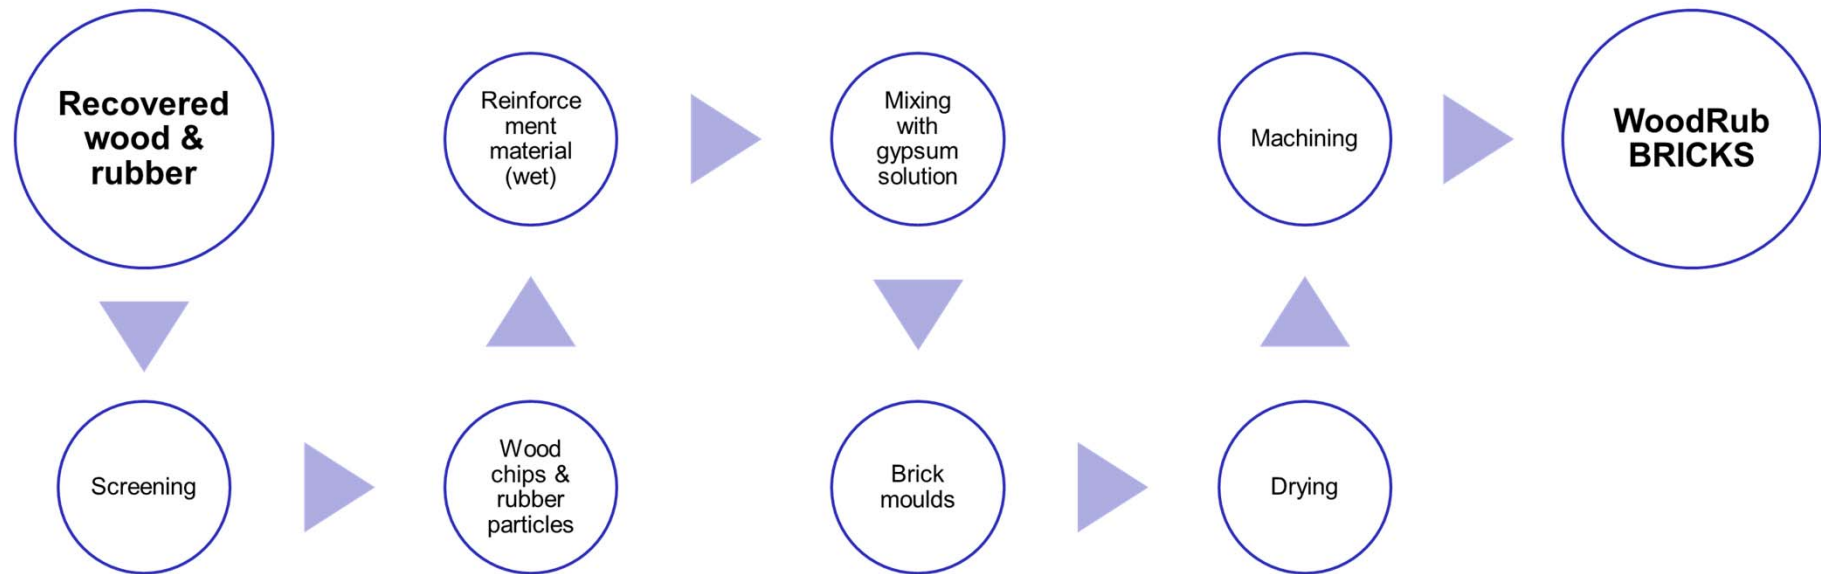 Recovered
wood &
rubber
Screening
Wood
chips &
rubber
particles
Reinforce
ment
material
(wet)
Mixing
with
gypsum
solution
Brick
moulds
Drying
Machining
WoodRub
BRICKS